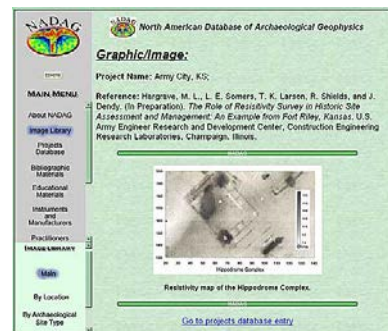 NADAG
North American Database of Archaeological Geophysics
Graphic/Image:
Project Name: Army City, KS;
Reference: Hargrave, M. L., L. E. Somers, T. K. Larson, R. Shields, and J.
Dendy. (In Preparation). The Role of Resistivity Survey in Historic Site
Assessment and Management: An Example from Fort Riley, Kansas. U.S.
Army Engineer Research and Development Center, Construction Engineering
Research Laboratories, Champaign, Illinois.
MAIN MENU
About NADAG
Image Library
Projects
Database
Bibliographic
Materials
Educational
Materials
Instruments
and
Manufacturers
Practitioners
IMAGE LIBRARY
Main
By Location
By Archaeological
Site Type
Hippodrome Complex
Resistivity map of the Hippodrome Complex.
Go to projects database entry